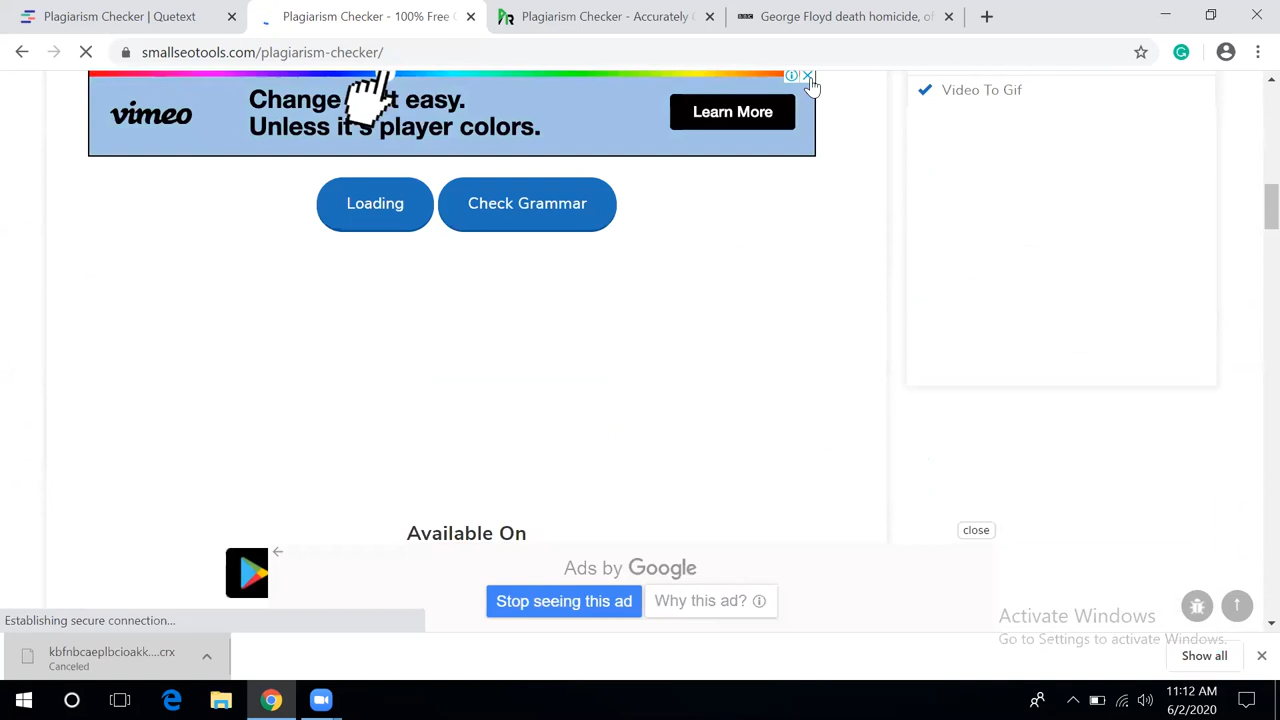 Plagiarism Checker | Quetext
Plagiarism Checker - 100% Free O
Plagiarism Checker - Accurately C
BBC
George Floyd death homicide, of
smallseotools.com/plagiarism-checker/
vimeo
Change easy.
Unless it's player colors.
Learn More
Video To Gif
Loading
Check Grammar
Available On
close
Ads by Google
Stop seeing this ad
Why this ad?
Establishing secure connection...
Activate Windows
Go to Settings to activate Windows.
kbfnbcaeplbcioakk....crx
Canceled
Show all
11:12 AM
6/2/2020